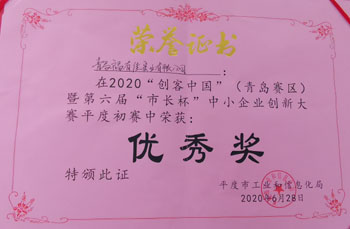 荣誉证书
在2020“创客中国”（青岛赛区）
暨第六届“市长杯”中小企业创新大
赛平度初赛中荣获：
优秀奖
特颁此证
平度市工业和信息化局
2020年6月28日